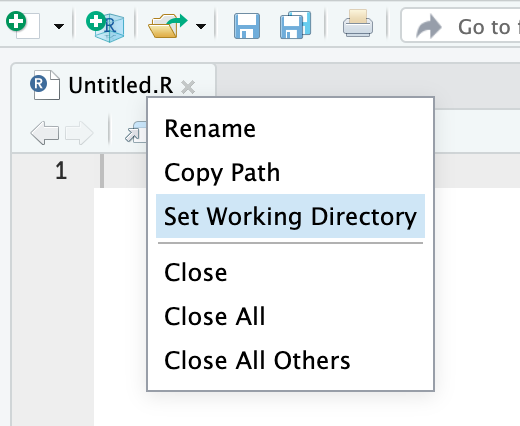 R
Go to f
R Untitled.R
1
Rename
Copy Path
Set Working Directory
Close
Close All
Close All Others